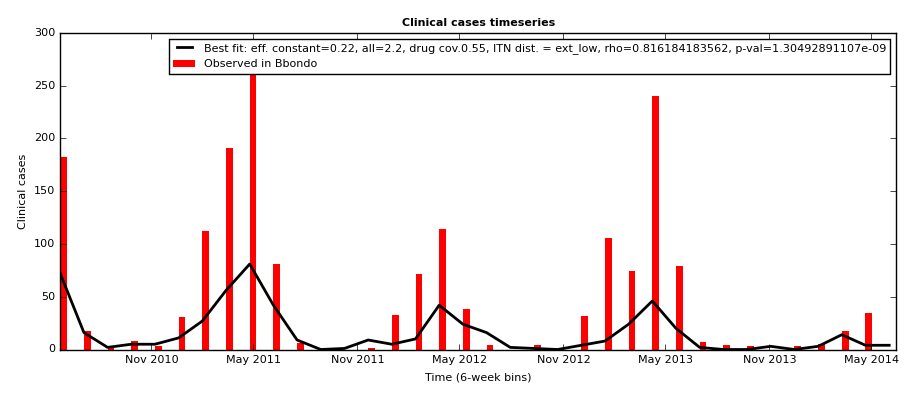 Clinical cases timeseries
300
250
200
150
100
50
0
Clinical cases
Best fit: eff. constant=0.22, all=2.2, drug cov.0.55, ITN dist. = ext_low, rho=0.816184183562, p-val=1.30492891107e-09
Observed in Bbondo
Nov 2010 May 2011 Nov 2011 May 2012 Nov 2012 May 2013 Nov 2013 May 2014
Time (6-week bins)